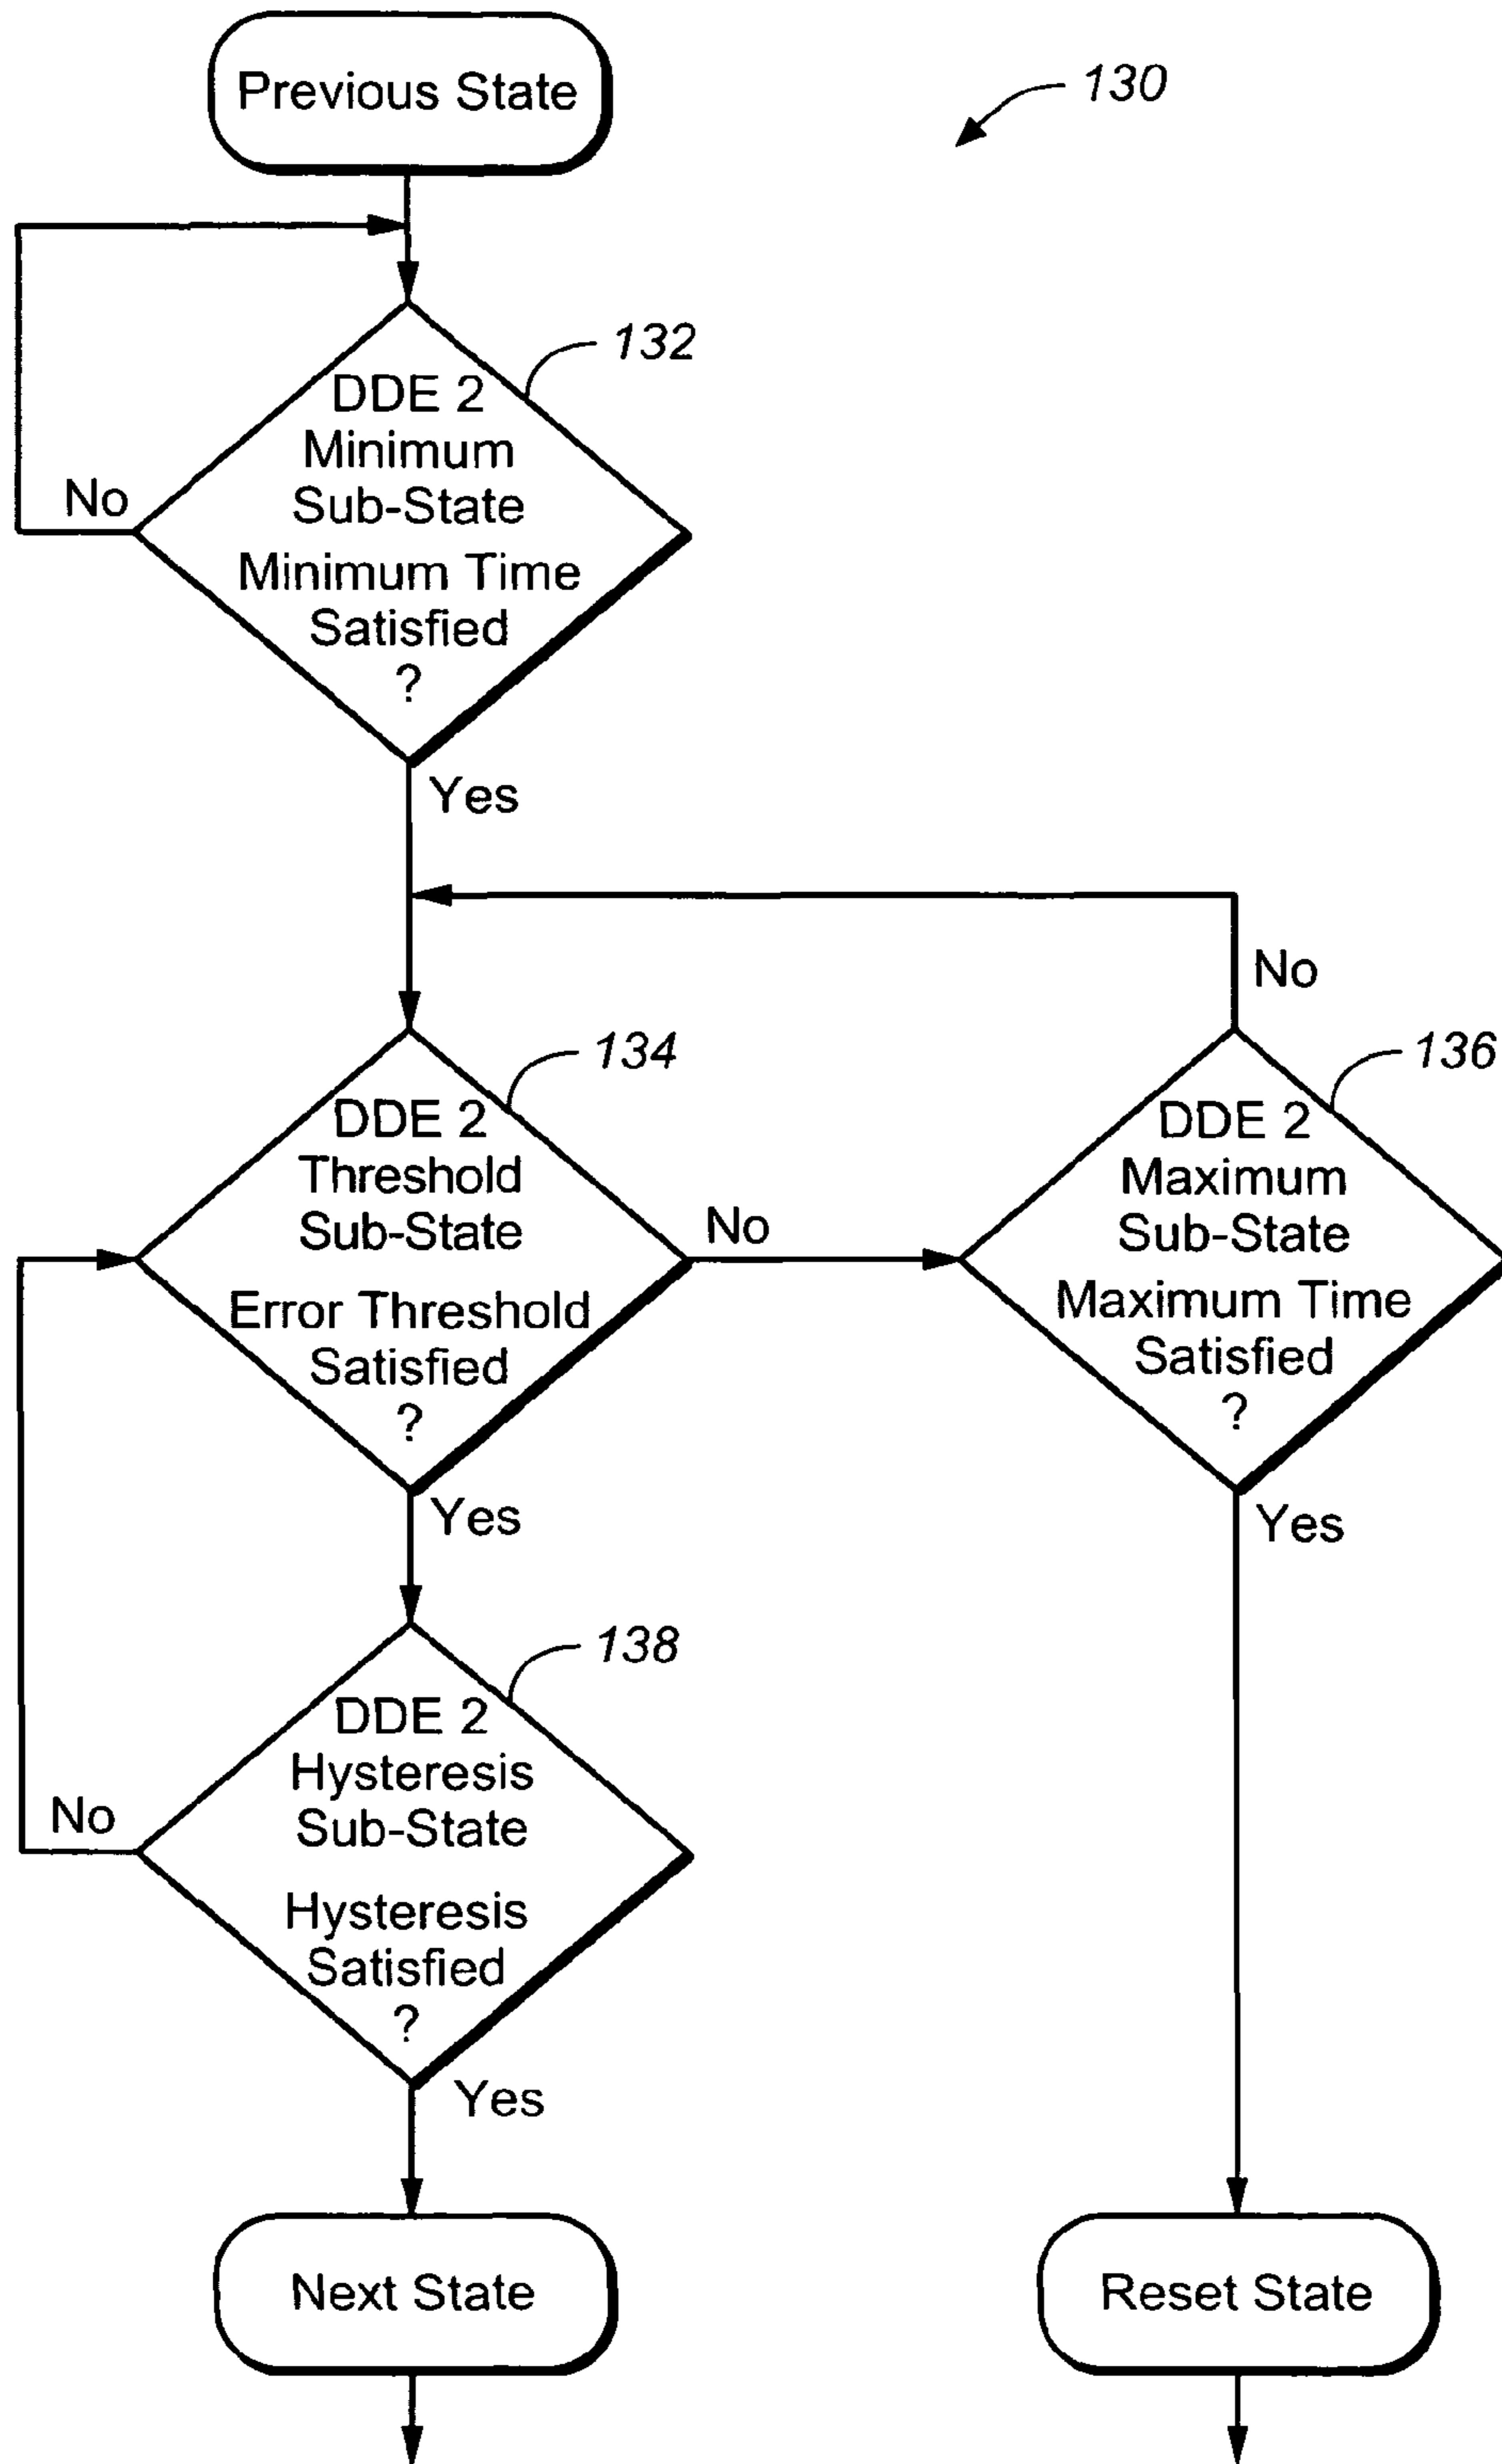 Previous State
130
132
DDE 2
Minimum
Sub-State
Minimum Time
Satisfied
?
No
Yes
No
134
DDE 2
Threshold
Sub-State
Error Threshold
Satisfied
?
No
136
DDE 2
Maximum
Sub-State
Maximum Time
Satisfied
?
Yes
Yes
138
DDE 2
Hysteresis
Sub-State
Hysteresis
Satisfied
?
No
Yes
Next State
Reset State